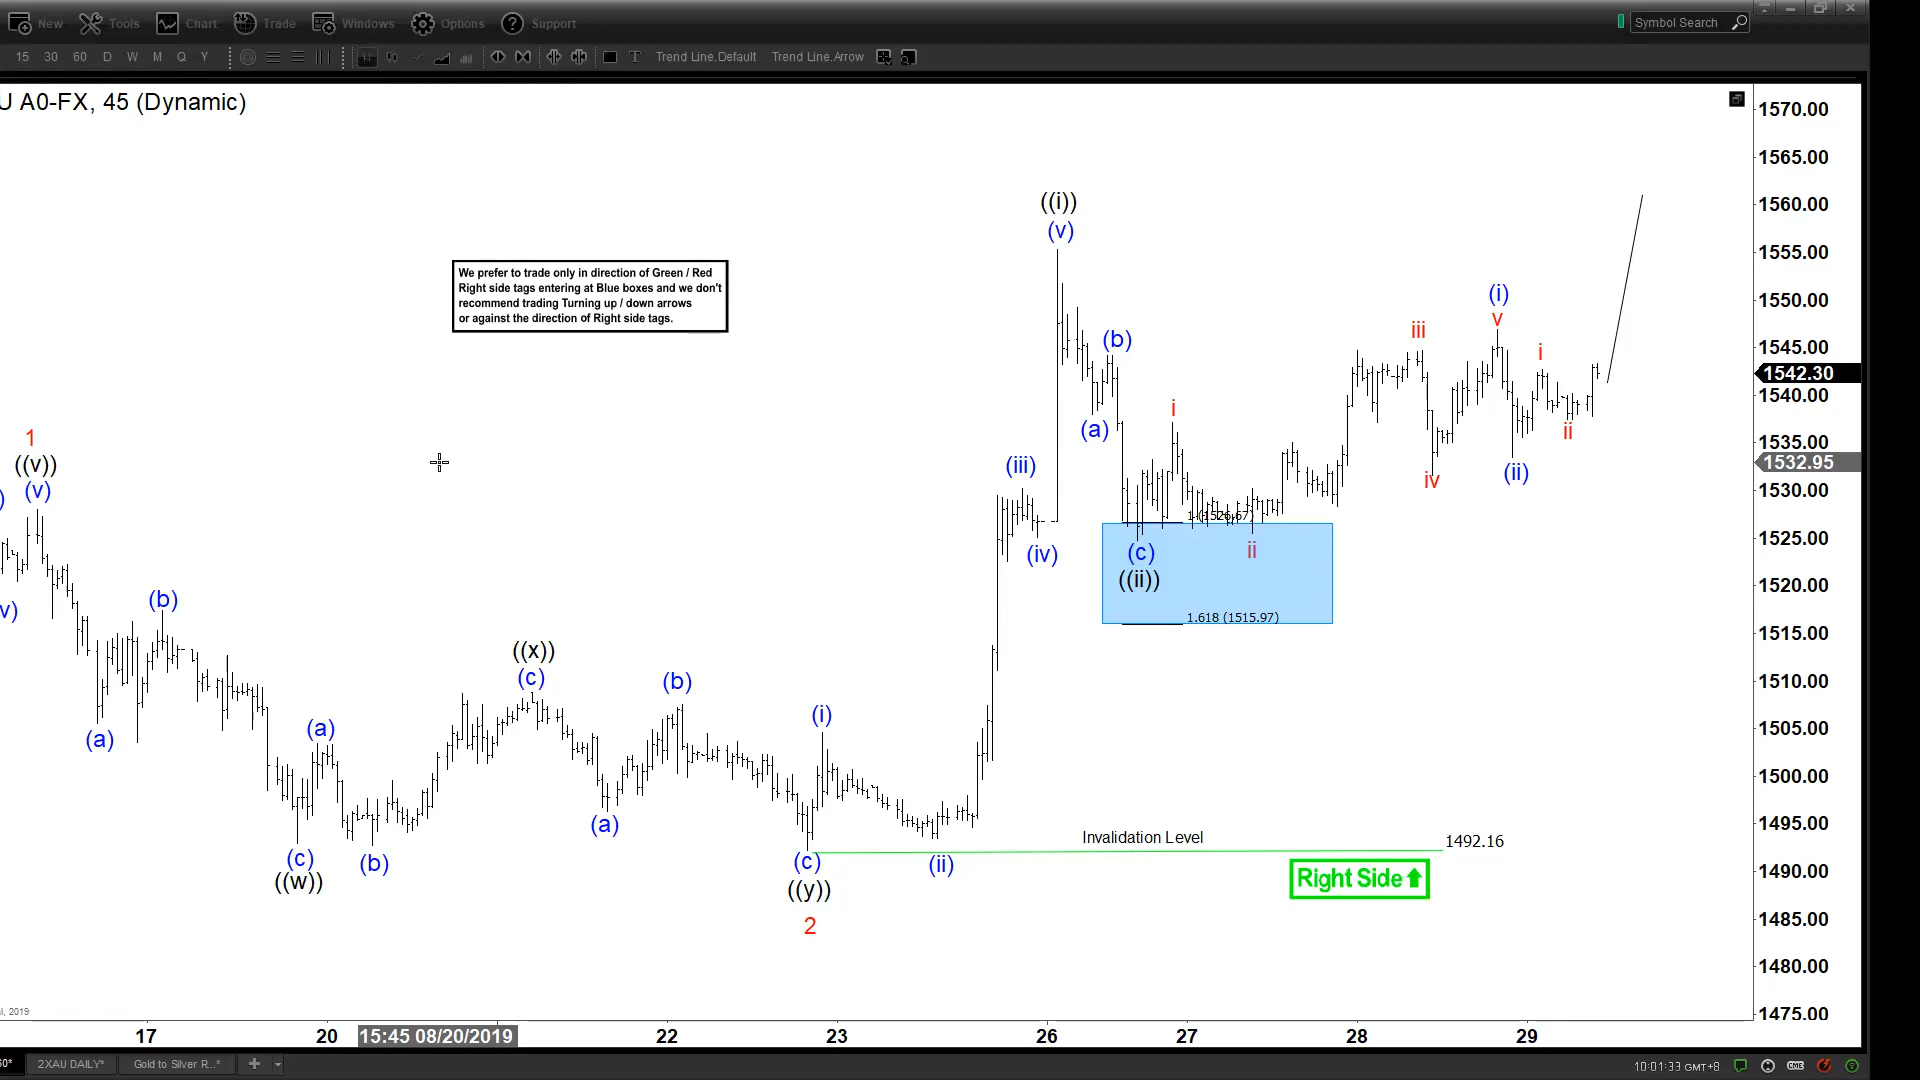 New Tools Chart Trade Windows Options Support Symbol Search
15 30 60 D W M Q Y T Trend Line.Default Trend Line.Arrow
U A0-FX, 45 (Dynamic)
1570.00
1565.00
1560.00
1555.00
1550.00
1545.00
1542.30
1540.00
1535.00
1532.95
1530.00
1525.00
1520.00
1515.00
1510.00
1505.00
1500.00
1495.00
1490.00
1485.00
1480.00
1475.00
We prefer to trade only in direction of Green / Red
Right side tags entering at Blue boxes and we don't
recommend trading Turning up / down arrows
or against the direction of Right side tags.
1
((v))
(v)
)
v)
(a)
(b)
(c)
((w))
(a)
(b)
((x))
(c)
(a)
(b)
(c)
((y))
2
(i)
(ii)
(iii)
(iv)
((i))
(v)
(a)
(b)
(c)
((ii))
i
ii
1 (1526.67)
1.618 (1515.97)
iii
iv
(i)
v
(ii)
i
ii
Invalidation Level
1492.16
Right Side
l, 2019
17 20 15:45 08/20/2019 22 23 26 27 28 29
60* 2XAU DAILY* Gold to Silver R...* + 10:01:33 GMT+8 CME